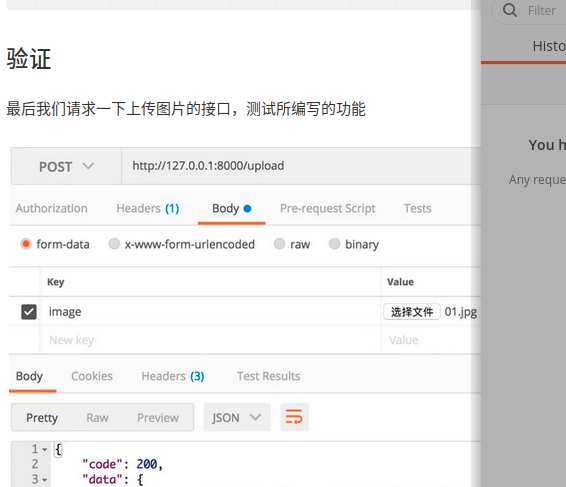 Filter
Histo
You h
Any reque
验证
最后我们请求一下上传图片的接口，测试所编写的功能
POST http://127.0.0.1:8000/upload
Authorization Headers (1) Body Pre-request Script Tests
form-data x-www-form-urlencoded raw binary
Key Value
image 选择文件 01.jpg
New key Value
Body Cookies Headers (3) Test Results
Pretty Raw Preview JSON
1 {
2 "code": 200,
3 "data": {